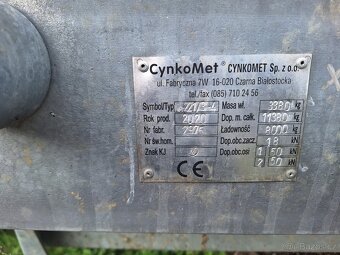 CynkoMet® CYNKOMET Sp. z o.o.
ul. Fabryczna 7W 16-020 Czarna Białostocka
tel./fax (085) 710 24 56
Symbol/Typ Masa wł. 3380 kg
Rok prod. 2020 Dop. m. całk. 11380 kg
Nr fabr. Ładowność 8000 kg
Nr św.hom. Dop.obc.zacz. 18 kN
Znak KJ Dop.obc.osi 1 50 kN
CE 2 50 kN